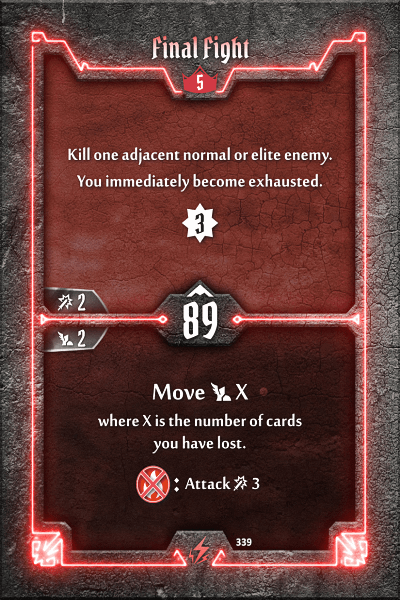 Final Fight
5
Kill one adjacent normal or elite enemy.
You immediately become exhausted.
3
2
89
2
Move X
where X is the number of cards
you have lost.
: Attack 3
339